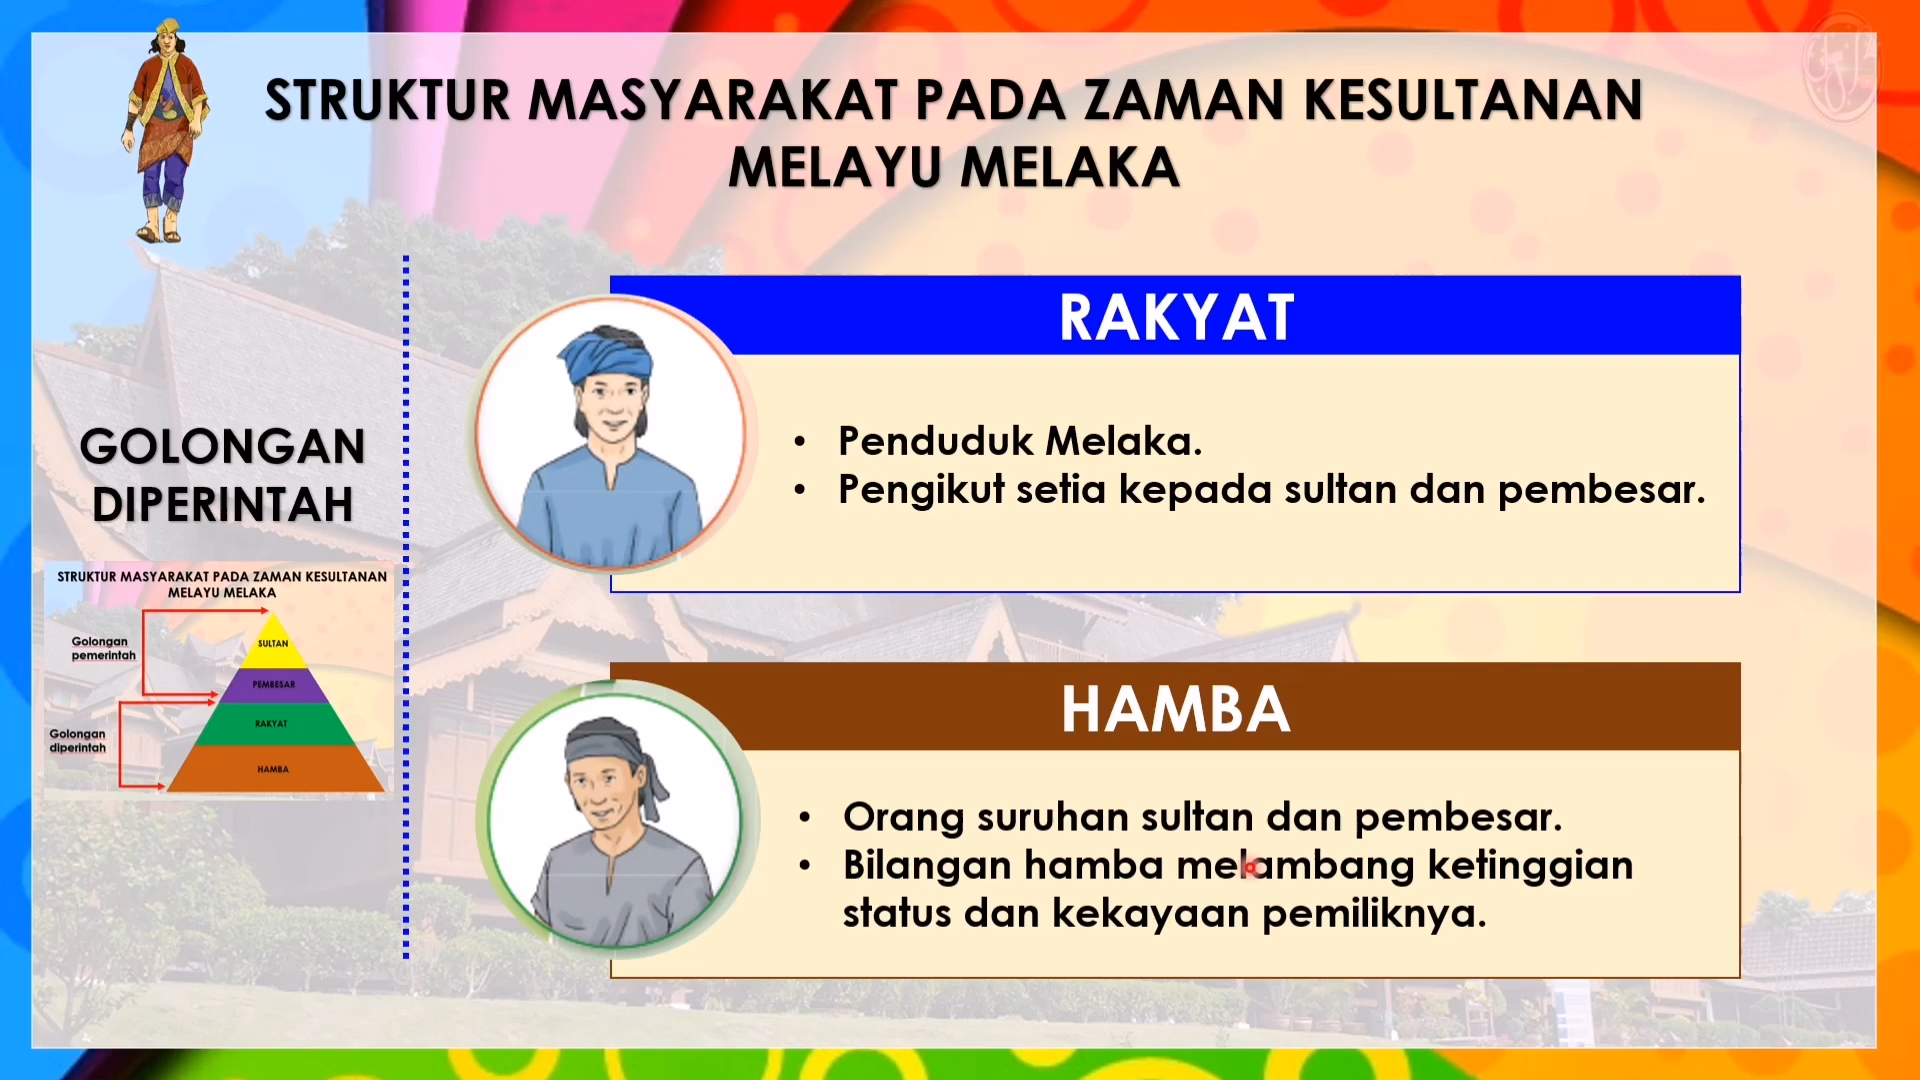 STRUKTUR MASYARAKAT PADA ZAMAN KESULTANAN
MELAYU MELAKA
GOLONGAN
DIPERINTAH
STRUKTUR MASYARAKAT PADA ZAMAN KESULTANAN
MELAYU MELAKA
Golongan
pemerintah
SULTAN
PEMBESAR
RAKYAT
Golongan
diperintah
HAMBA
RAKYAT
• Penduduk Melaka.
• Pengikut setia kepada sultan dan pembesar.
HAMBA
• Orang suruhan sultan dan pembesar.
• Bilangan hamba melambang ketinggian
status dan kekayaan pemiliknya.